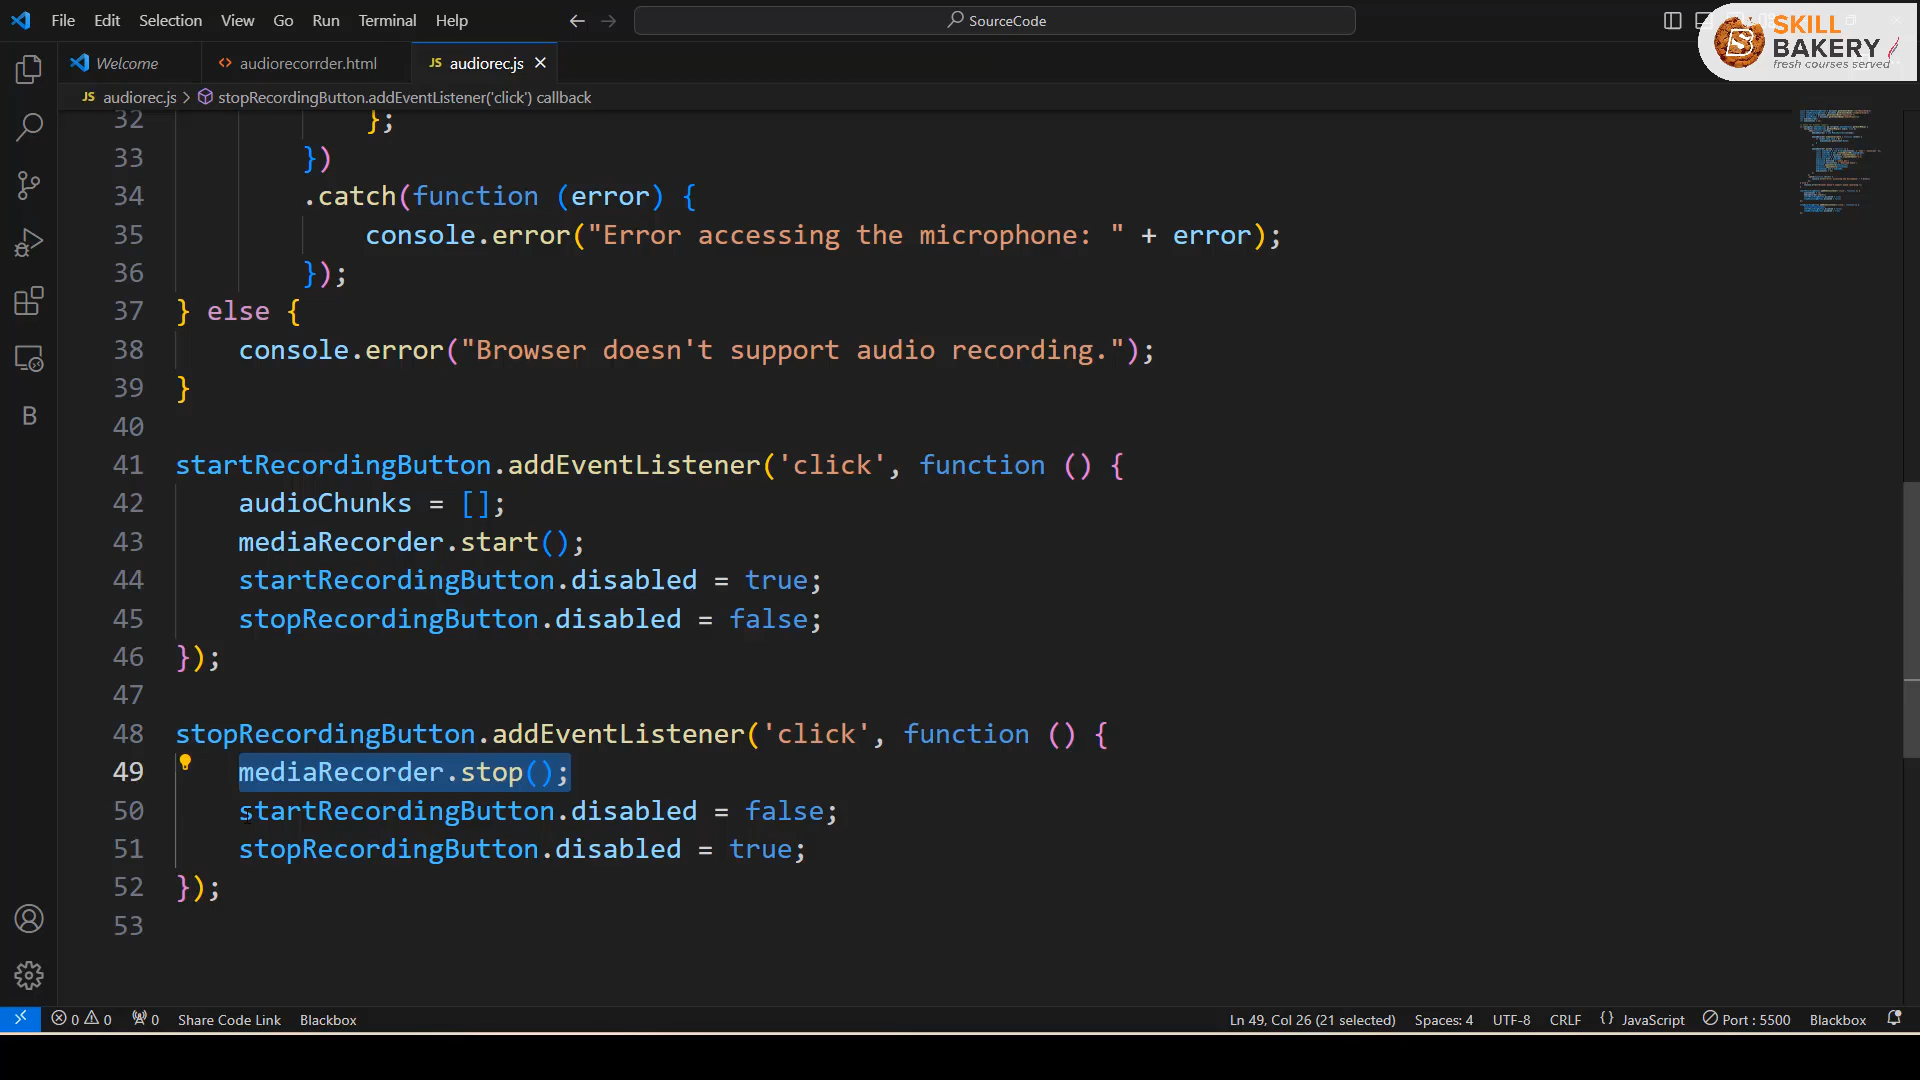 File Edit Selection View Go Run Terminal Help
SourceCode
SKILL
BAKERY
fresh courses served
Welcome
audiorecorrder.html
JS audiorec.js
JS audiorec.js > stopRecordingButton.addEventListener('click') callback
32 };
33 })
34 .catch(function (error) {
35 console.error("Error accessing the microphone: " + error);
36 });
37 } else {
38 console.error("Browser doesn't support audio recording.");
39 }
40
41 startRecordingButton.addEventListener('click', function () {
42 audioChunks = [];
43 mediaRecorder.start();
44 startRecordingButton.disabled = true;
45 stopRecordingButton.disabled = false;
46 });
47
48 stopRecordingButton.addEventListener('click', function () {
49 mediaRecorder.stop();
50 startRecordingButton.disabled = false;
51 stopRecordingButton.disabled = true;
52 });
53
B
0 0 0 Share Code Link Blackbox Ln 49, Col 26 (21 selected) Spaces: 4 UTF-8 CRLF {} JavaScript Port : 5500 Blackbox